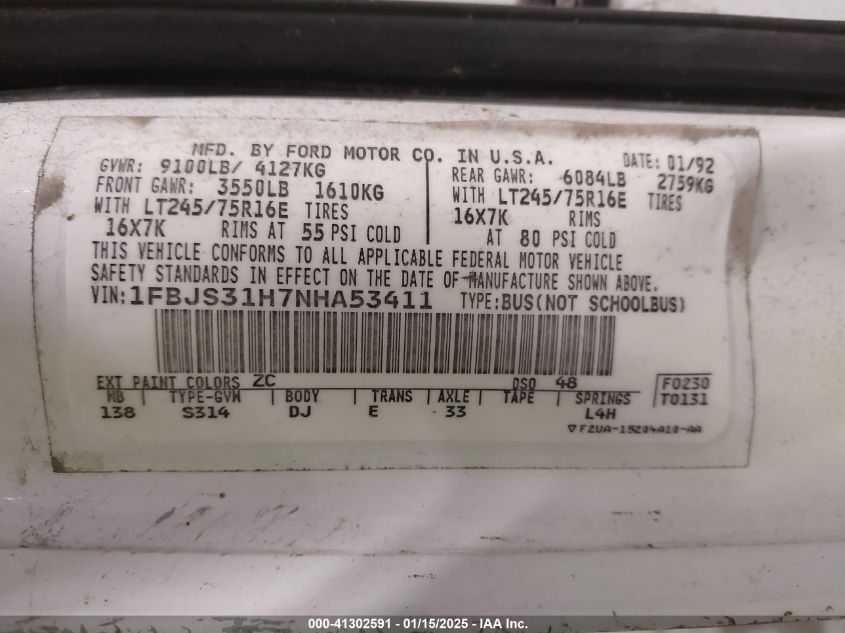 MFD. BY FORD MOTOR CO. IN U.S.A.
DATE: 01/92
GVWR: 9100LB/ 4127KG
FRONT GAWR: 3550LB 1610KG
WITH LT245/75R16E TIRES
16X7K RIMS AT 55 PSI COLD
REAR GAWR: 6084LB 2759KG
WITH LT245/75R16E TIRES
16X7K RIMS
AT 80 PSI COLD
THIS VEHICLE CONFORMS TO ALL APPLICABLE FEDERAL MOTOR VEHICLE
SAFETY STANDARDS IN EFFECT ON THE DATE OF MANUFACTURE SHOWN ABOVE.
VIN:1FBJS31H7NHA53411 TYPE:BUS(NOT SCHOOLBUS)
EXT PAINT COLORS ZC DSO 48 F0230
WB TYPE-GVW BODY TRANS AXLE TAPE SPRINGS T0131
138 S314 DJ E 33 L4H
▽F2UA-15204A10-AA
000-41302591 - 01/15/2025 - IAA Inc.